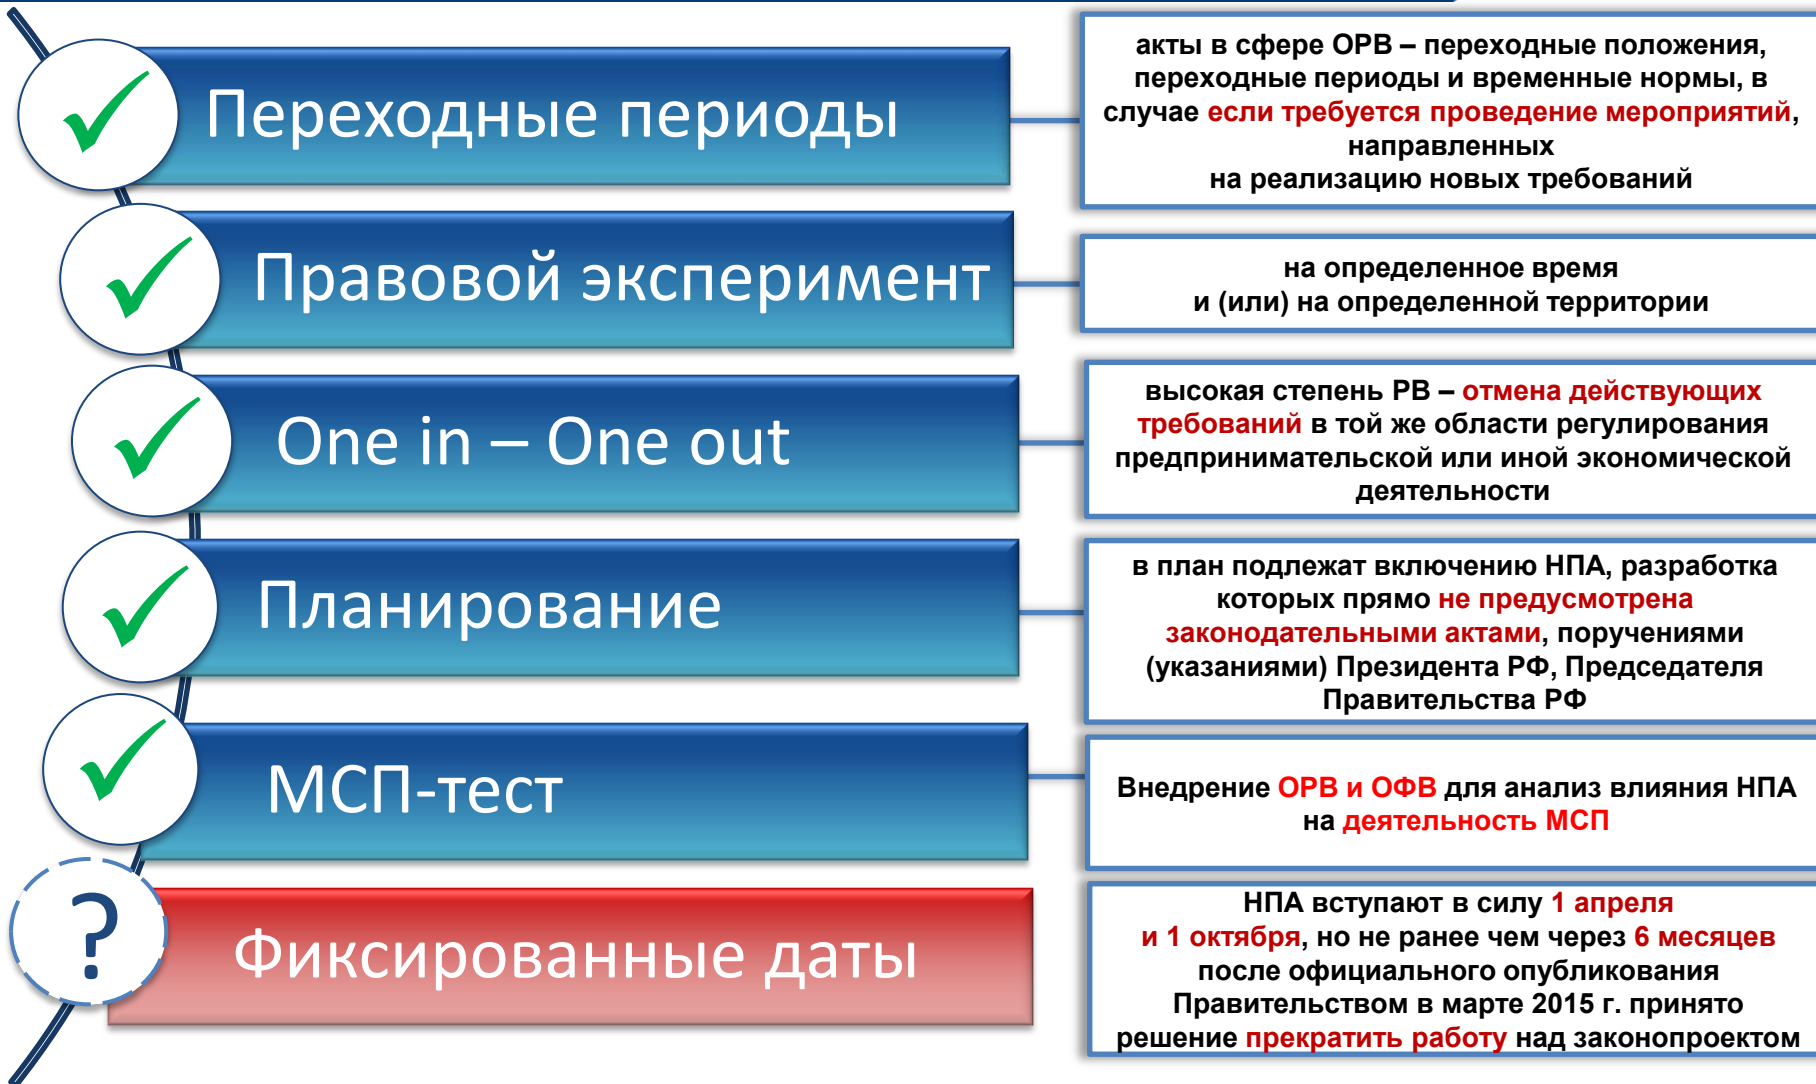 Переходные периоды
акты в сфере ОРВ – переходные положения,
переходные периоды и временные нормы, в
случае если требуется проведение мероприятий,
направленных
на реализацию новых требований
Правовой эксперимент
на определенное время
и (или) на определенной территории
One in – One out
высокая степень РВ – отмена действующих
требований в той же области регулирования
предпринимательской или иной экономической
деятельности
Планирование
в план подлежат включению НПА, разработка
которых прямо не предусмотрена
законодательными актами, поручениями
(указаниями) Президента РФ, Председателя
Правительства РФ
МСП-тест
Внедрение ОРВ и ОФВ для анализ влияния НПА
на деятельность МСП
?
Фиксированные даты
НПА вступают в силу 1 апреля
и 1 октября, но не ранее чем через 6 месяцев
после официального опубликования
Правительством в марте 2015 г. принято
решение прекратить работу над законопроектом